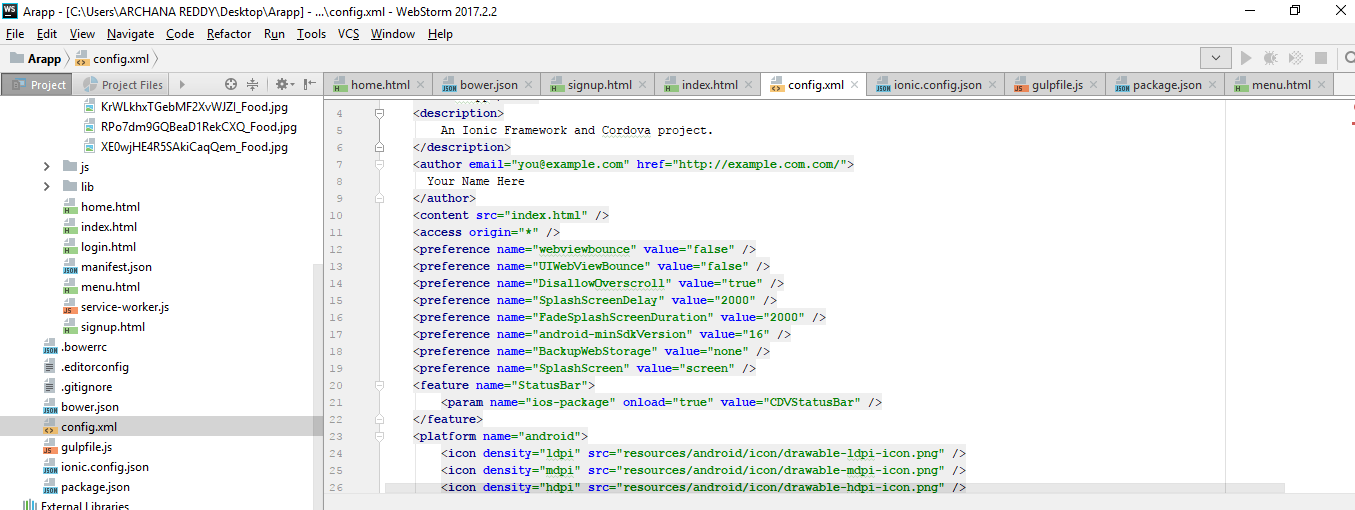 WS Arapp - [C:\Users\ARCHANA REDDY\Desktop\Arapp] - ...\config.xml - WebStorm 2017.2.2
File Edit View Navigate Code Refactor Run Tools VCS Window Help
Arapp config.xml
Project Project Files
home.html bower.json signup.html index.html config.xml ionic.config.json gulpfile.js package.json menu.html
KrWLkhxTGebMF2XvWJZI_Food.jpg
RPo7dm9GQBeaD1RekCXQ_Food.jpg
XE0wjHE4R5SAkiCaqQem_Food.jpg
js
lib
home.html
index.html
login.html
manifest.json
menu.html
service-worker.js
signup.html
.bowerrc
.editorconfig
.gitignore
bower.json
config.xml
gulpfile.js
ionic.config.json
package.json
External Libraries
4 <description>
5 An Ionic Framework and Cordova project.
6 </description>
7 <author email="you@example.com" href="http://example.com.com/">
8 Your Name Here
9 </author>
10 <content src="index.html" />
11 <access origin="*" />
12 <preference name="webviewbounce" value="false" />
13 <preference name="UIWebViewBounce" value="false" />
14 <preference name="DisallowOverscroll" value="true" />
15 <preference name="SplashScreenDelay" value="2000" />
16 <preference name="FadeSplashScreenDuration" value="2000" />
17 <preference name="android-minSdkVersion" value="16" />
18 <preference name="BackupWebStorage" value="none" />
19 <preference name="SplashScreen" value="screen" />
20 <feature name="StatusBar">
21 <param name="ios-package" onload="true" value="CDVStatusBar" />
22 </feature>
23 <platform name="android">
24 <icon density="ldpi" src="resources/android/icon/drawable-ldpi-icon.png" />
25 <icon density="mdpi" src="resources/android/icon/drawable-mdpi-icon.png" />
26 <icon density="hdpi" src="resources/android/icon/drawable-hdpi-icon.png" />